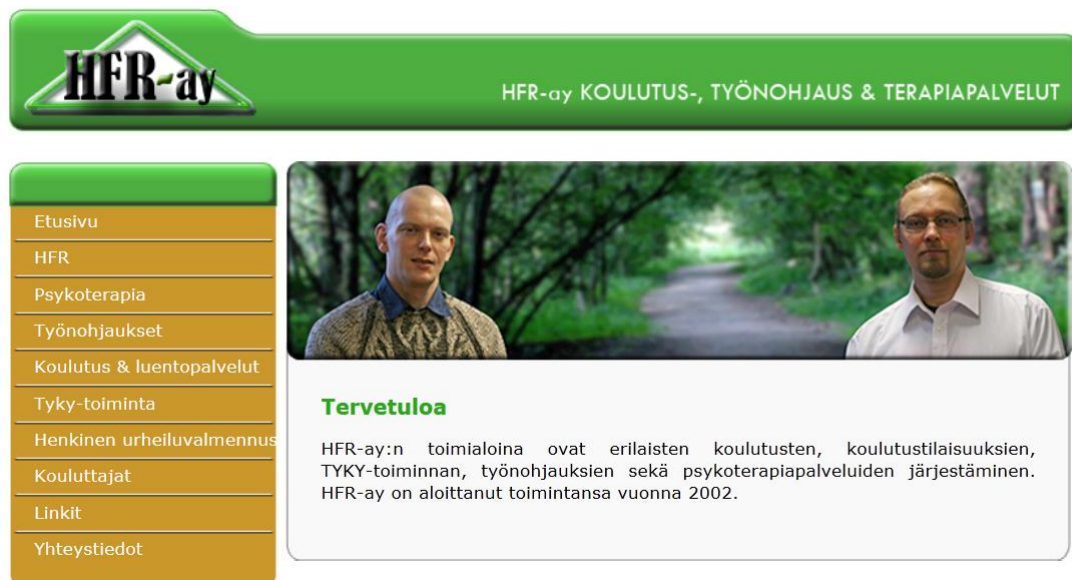 HFR-ay
HFR-ay KOULUTUS-, TYÖNOHJAUS & TERAPIAPALVELUT
Etusivu
HFR
Psykoterapia
Työnohjaukset
Koulutus & luentopalvelut
Tyky-toiminta
Henkinen urheiluvalmennus
Kouluttajat
Linkit
Yhteystiedot
Tervetuloa
HFR-ay:n toimialoina ovat erilaisten koulutusten, koulutustilaisuuksien,
TYKY-toiminnan, työnohjauksien sekä psykoterapiapalveluiden järjestäminen.
HFR-ay on aloittanut toimintansa vuonna 2002.